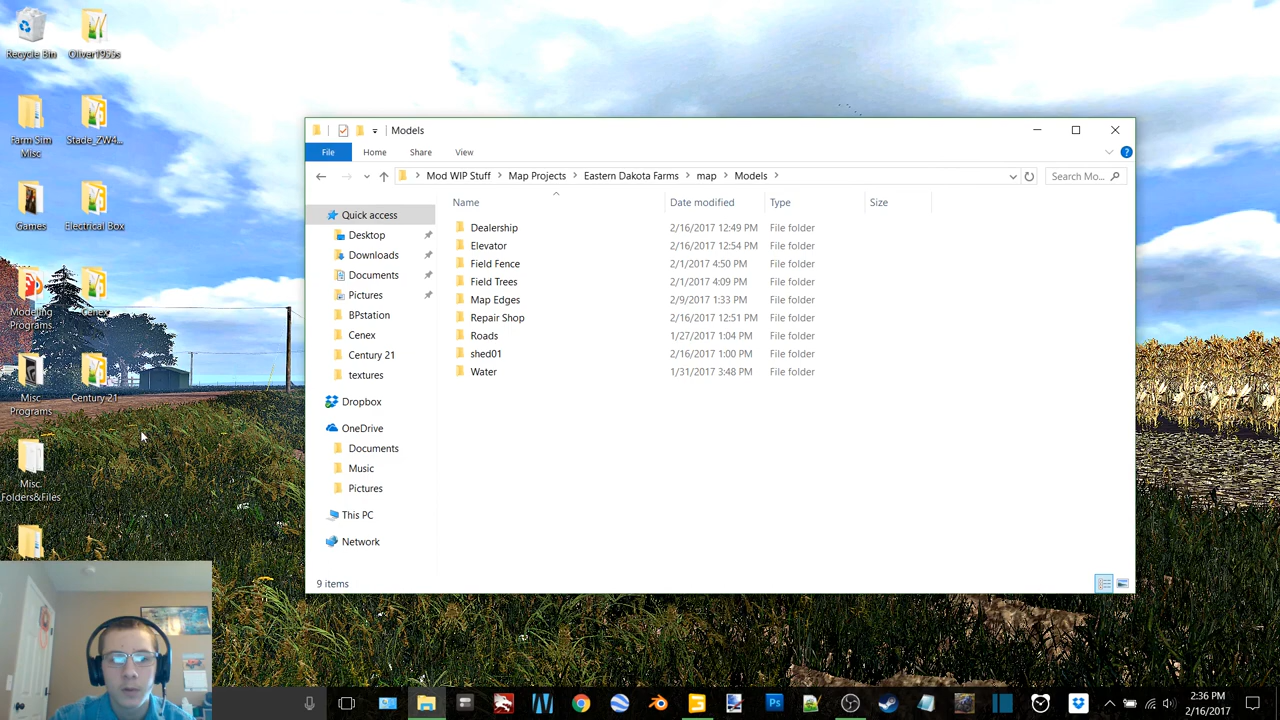 Recycle Bin
Oliver1955s
Farm Sim Misc
Stade_ZW4...
Games
Electrical Box
Modeling Programs.
Cenex
Misc. Programs
Century 21
Misc. Folders&Files
Models
File Home Share View
Mod WIP Stuff > Map Projects > Eastern Dakota Farms > map > Models >
Search Mo...
Name Date modified Type Size
Quick access
Desktop
Downloads
Documents
Pictures
BPstation
Cenex
Century 21
textures
Dropbox
OneDrive
Documents
Music
Pictures
This PC
Network
Dealership 2/16/2017 12:49 PM File folder
Elevator 2/16/2017 12:54 PM File folder
Field Fence 2/1/2017 4:50 PM File folder
Field Trees 2/1/2017 4:09 PM File folder
Map Edges 2/9/2017 1:33 PM File folder
Repair Shop 2/16/2017 12:51 PM File folder
Roads 1/27/2017 1:04 PM File folder
shed01 2/16/2017 1:00 PM File folder
Water 1/31/2017 3:48 PM File folder
9 items
Ps
2:36 PM
2/16/2017